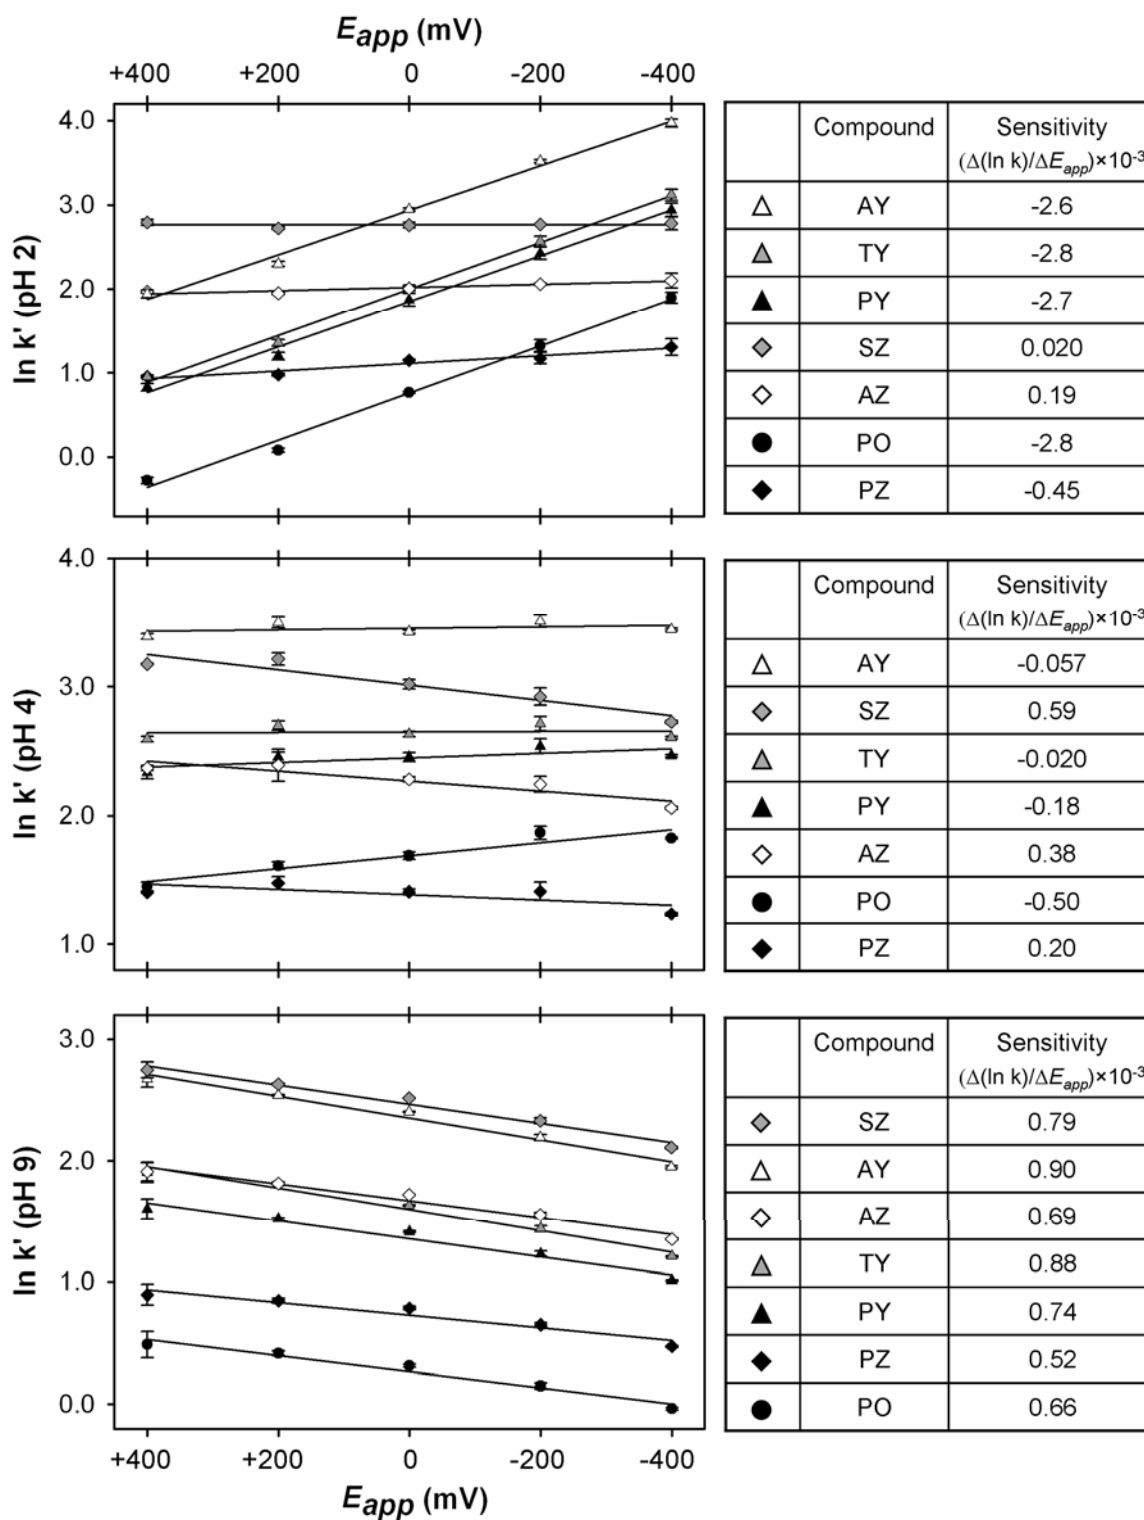 E_app (mV)
+400 +200 0 -200 -400
4.0
3.0
2.0
1.0
0.0
ln k' (pH 2)
Compound Sensitivity
(Δ(ln k)/ΔE_app)×10⁻³
AY -2.6
TY -2.8
PY -2.7
SZ 0.020
AZ 0.19
PO -2.8
PZ -0.45
4.0
3.0
2.0
1.0
ln k' (pH 4)
Compound Sensitivity
(Δ(ln k)/ΔE_app)×10⁻³
AY -0.057
SZ 0.59
TY -0.020
PY -0.18
AZ 0.38
PO -0.50
PZ 0.20
3.0
2.0
1.0
0.0
ln k' (pH 9)
+400 +200 0 -200 -400
E_app (mV)
Compound Sensitivity
(Δ(ln k)/ΔE_app)×10⁻³
SZ 0.79
AY 0.90
AZ 0.69
TY 0.88
PY 0.74
PZ 0.52
PO 0.66